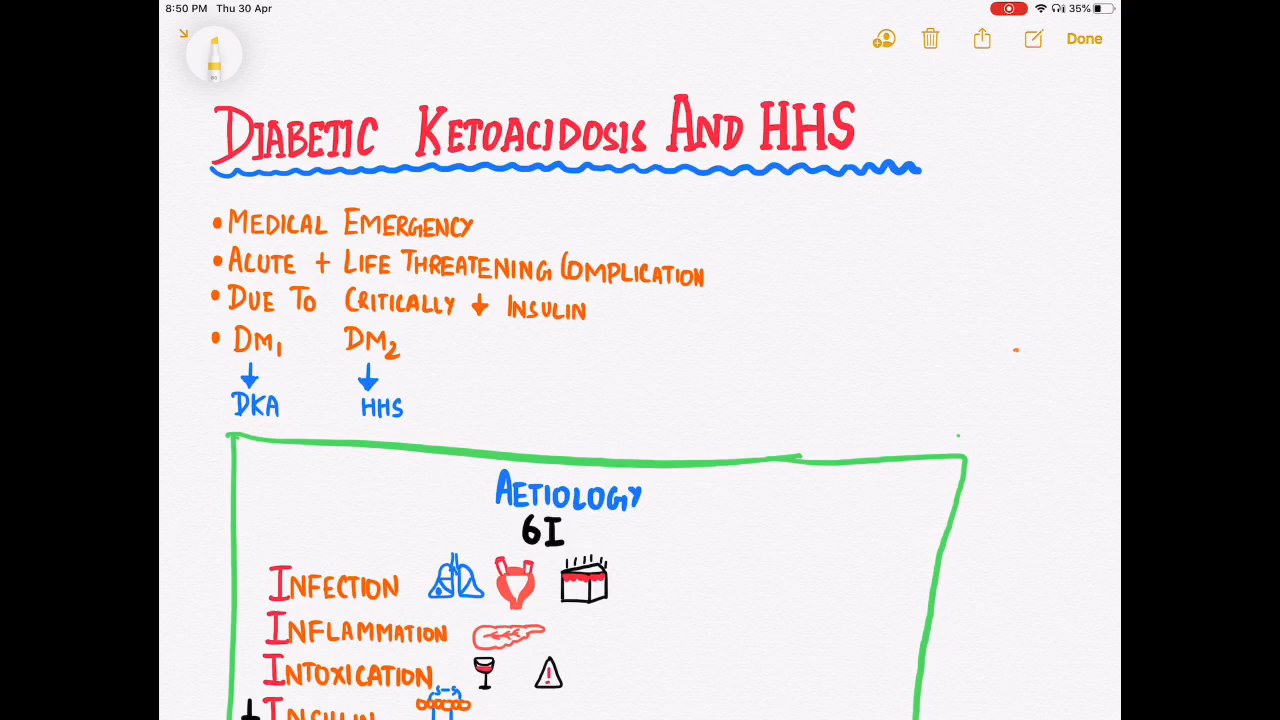 8:50 PM Thu 30 Apr 35%
Done
DIABETIC KETOACIDOSIS AND HHS
• MEDICAL EMERGENCY
• ACUTE + LIFE THREATENING COMPLICATION
• DUE TO CRITICALLY ↓ INSULIN
• DM1 DM2
↓ ↓
DKA HHS
AETIOLOGY
6I
INFECTION
INFLAMMATION
INTOXICATION
S-S
↓ INSULIN